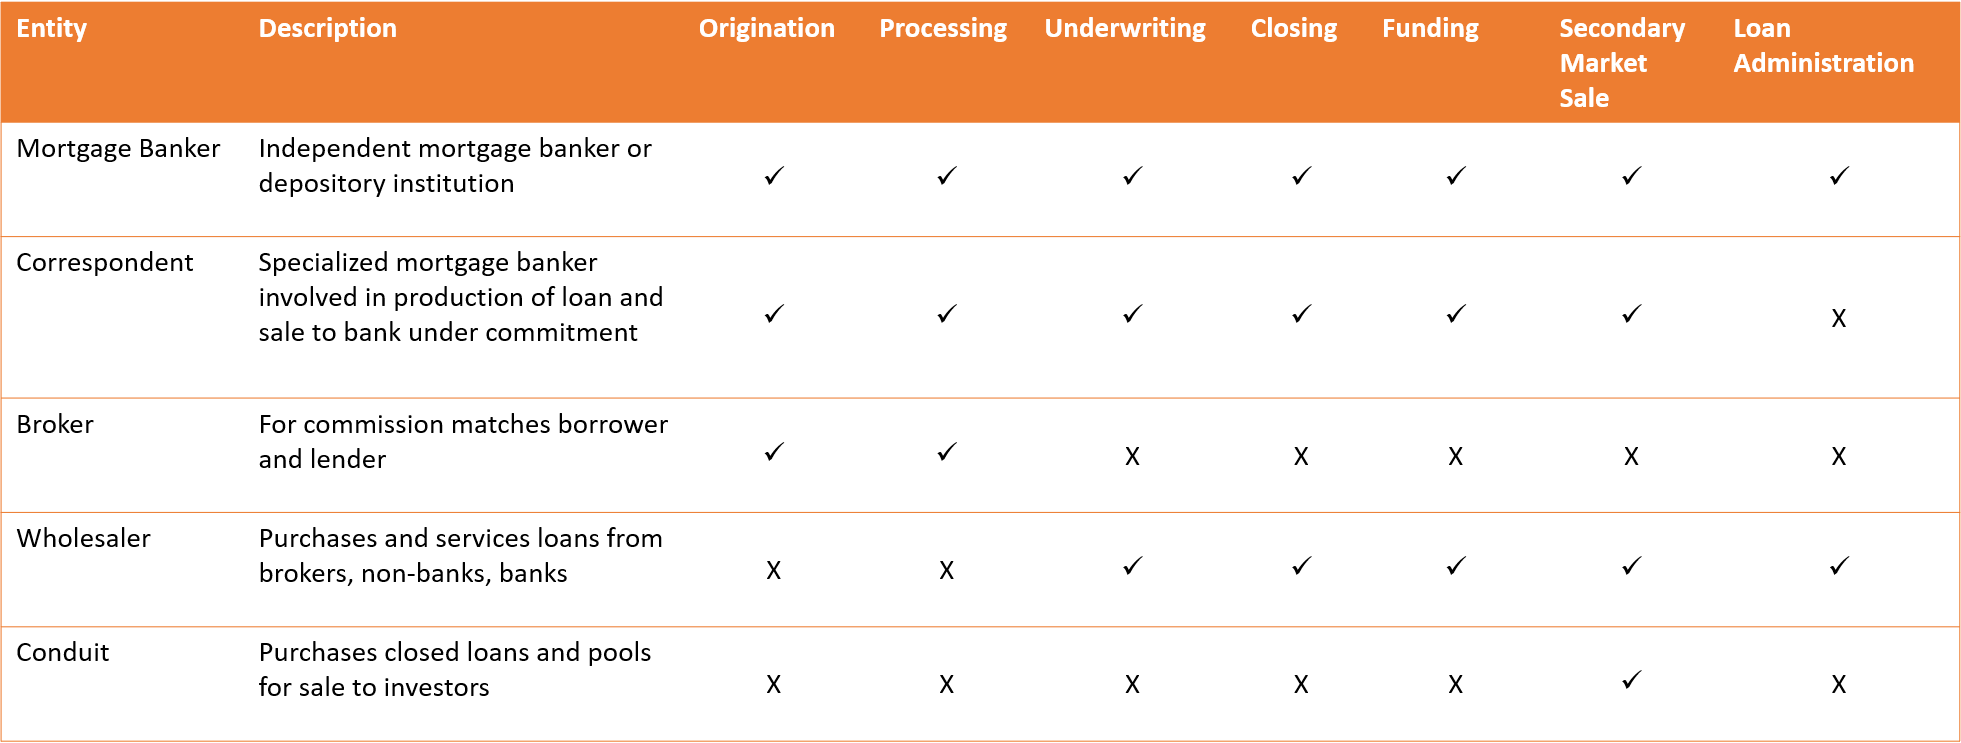 Entity Description Origination Processing Underwriting Closing Funding Secondary Market Sale Loan Administration
Mortgage Banker Independent mortgage banker or
depository institution
✓ ✓ ✓ ✓ ✓ ✓ ✓
Correspondent Specialized mortgage banker
involved in production of loan and
sale to bank under commitment
✓ ✓ ✓ ✓ ✓ ✓ X
Broker For commission matches borrower
and lender
✓ ✓ X X X X X
Wholesaler Purchases and services loans from
brokers, non-banks, banks
X X ✓ ✓ ✓ ✓ ✓
Conduit Purchases closed loans and pools
for sale to investors
X X X X X ✓ X